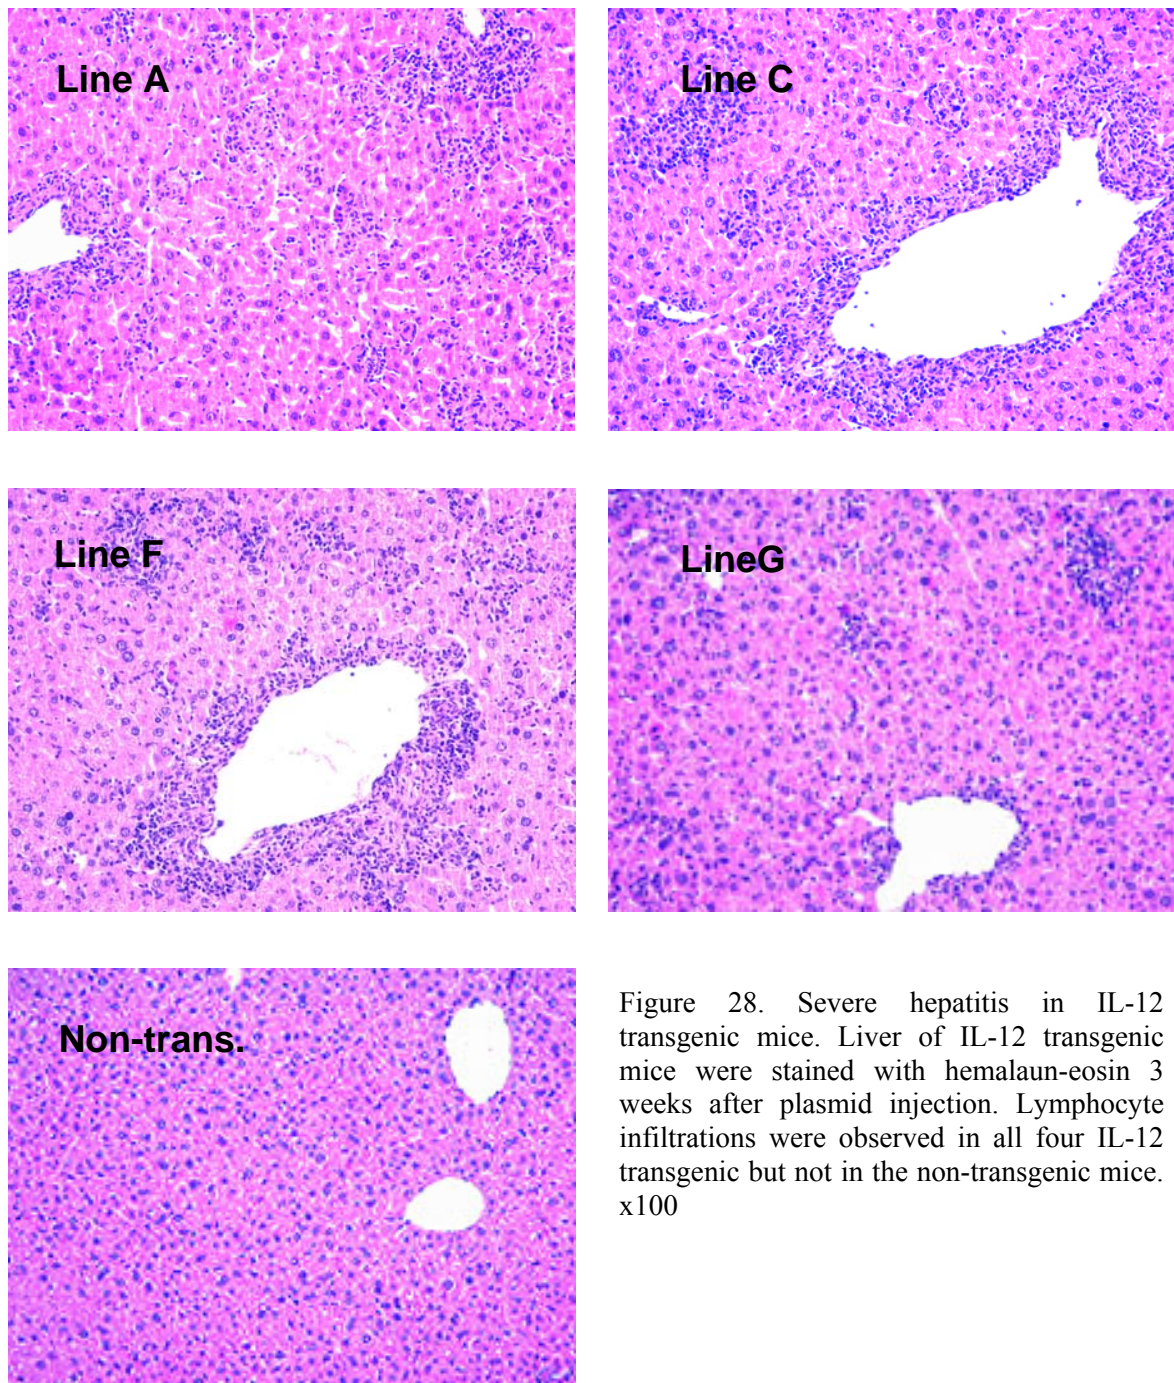 Line A
Line C
Line F
LineG
Non-trans.
Figure 28. Severe hepatitis in IL-12
transgenic mice. Liver of IL-12 transgenic
mice were stained with hemalaun-eosin 3
weeks after plasmid injection. Lymphocyte
infiltrations were observed in all four IL-12
transgenic but not in the non-transgenic mice.
x100